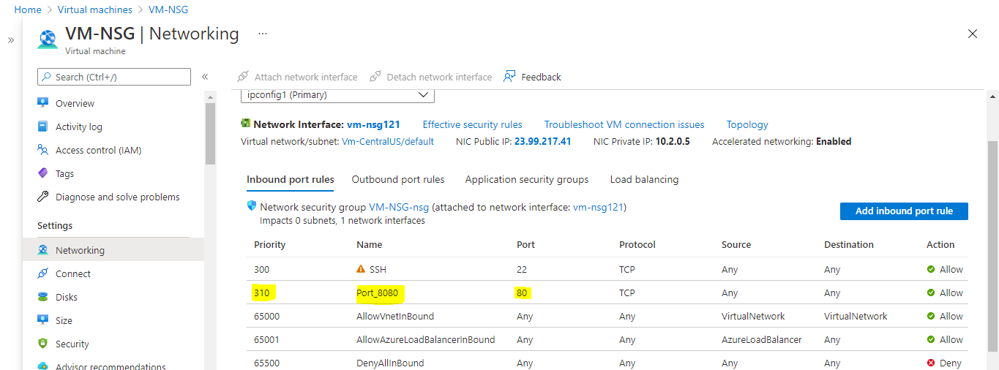 Home > Virtual machines > VM-NSG
»
VM-NSG | Networking ...
Virtual machine
Search (Ctrl+/) «
Overview
Activity log
Access control (IAM)
Tags
Diagnose and solve problems
Settings
Networking
Connect
Disks
Size
Security
Advisor recommendations
Attach network interface Detach network interface Feedback
ipconfig1 (Primary)
Network Interface: vm-nsg121 Effective security rules Troubleshoot VM connection issues Topology
Virtual network/subnet: Vm-CentralUS/default NIC Public IP: 23.99.217.41 NIC Private IP: 10.2.0.5 Accelerated networking: Enabled
Inbound port rules Outbound port rules Application security groups Load balancing
Network security group VM-NSG-nsg (attached to network interface: vm-nsg121)
Impacts 0 subnets, 1 network interfaces
Add inbound port rule
Priority Name Port Protocol Source Destination Action
300 SSH 22 TCP Any Any Allow
310 Port_8080 80 TCP Any Any Allow
65000 AllowVnetInBound Any Any VirtualNetwork VirtualNetwork Allow
65001 AllowAzureLoadBalancerInBound Any Any AzureLoadBalancer Any Allow
65500 DenyAllInBound Any Any Any Any Deny